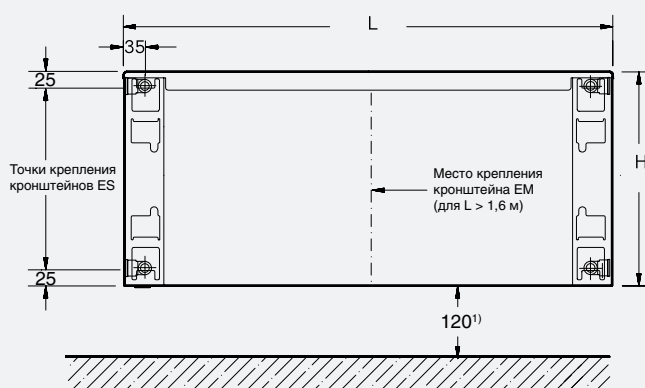 L
35
25
Точки крепления
кронштейнов ES
Место крепления
кронштейна EM
(для L > 1,6 м)
H
25
120¹⁾